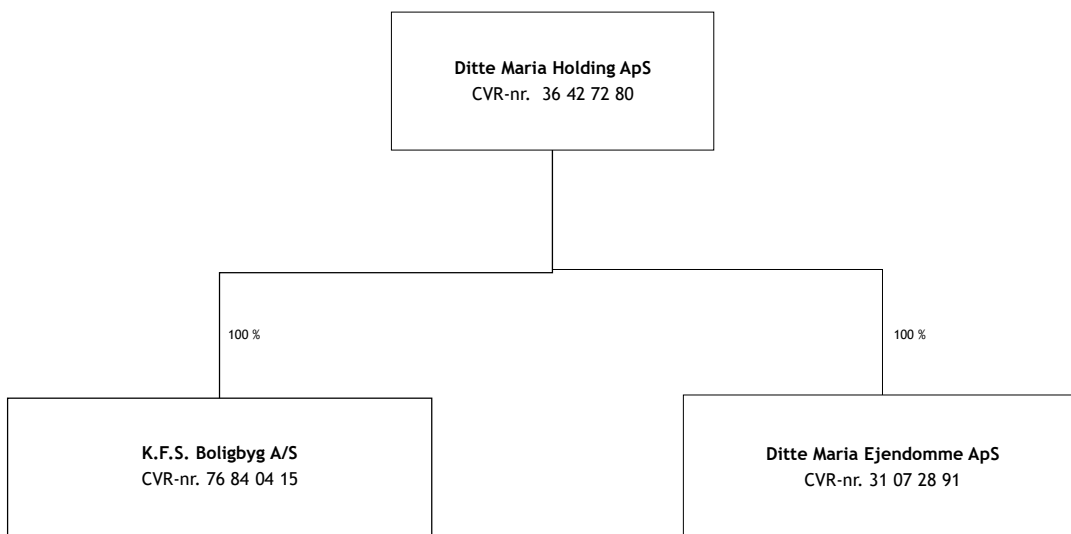 Ditte Maria Holding ApS
CVR-nr.  36 42 72 80
100 %
100 %
K.F.S. Boligbyg A/S
CVR-nr. 76 84 04 15
Ditte Maria Ejendomme ApS
CVR-nr. 31 07 28 91